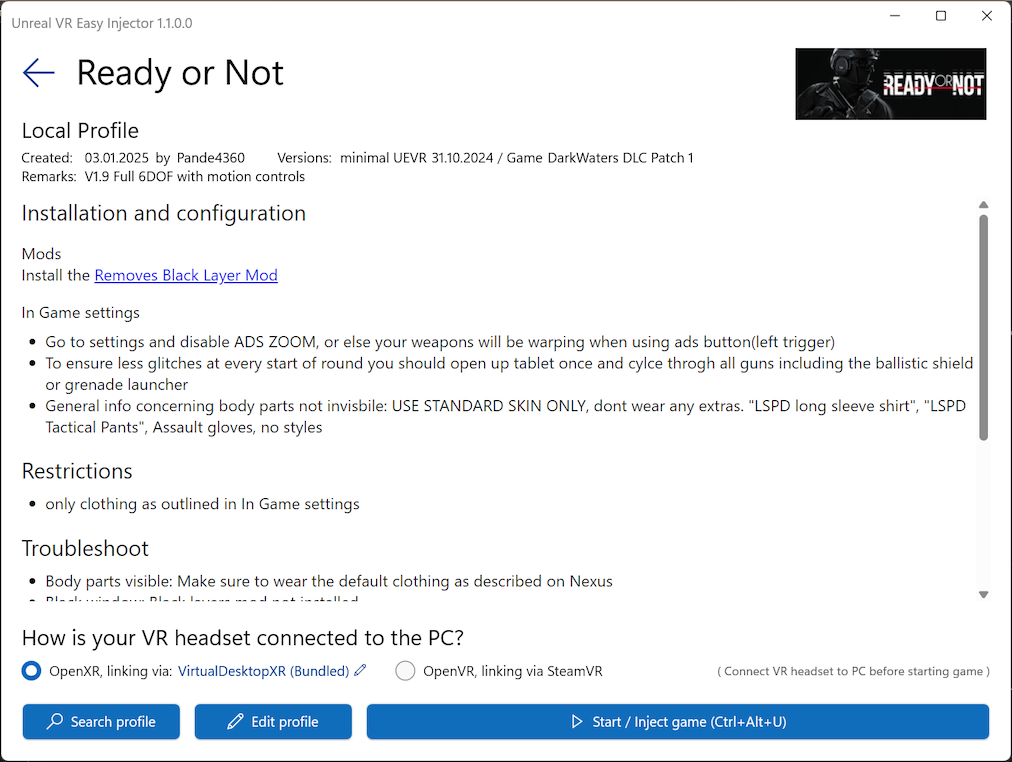 Unreal VR Easy Injector 1.1.0.0
Ready or Not
READY OR NOT
Local Profile
Created: 03.01.2025 by Pande4360 Versions: minimal UEVR 31.10.2024 / Game DarkWaters DLC Patch 1
Remarks: V1.9 Full 6DOF with motion controls
Installation and configuration
Mods
Install the Removes Black Layer Mod
In Game settings
• Go to settings and disable ADS ZOOM, or else your weapons will be warping when using ads button(left trigger)
• To ensure less glitches at every start of round you should open up tablet once and cylce throgh all guns including the ballistic shield
or grenade launcher
• General info concerning body parts not invisbile: USE STANDARD SKIN ONLY, dont wear any extras. "LSPD long sleeve shirt", "LSPD
Tactical Pants", Assault gloves, no styles
Restrictions
• only clothing as outlined in In Game settings
Troubleshoot
• Body parts visible: Make sure to wear the default clothing as described on Nexus
• Black window: Black layers mod not installed
How is your VR headset connected to the PC?
OpenXR, linking via: VirtualDesktopXR (Bundled) OpenVR, linking via SteamVR ( Connect VR headset to PC before starting game )
Search profile Edit profile Start / Inject game (Ctrl+Alt+U)